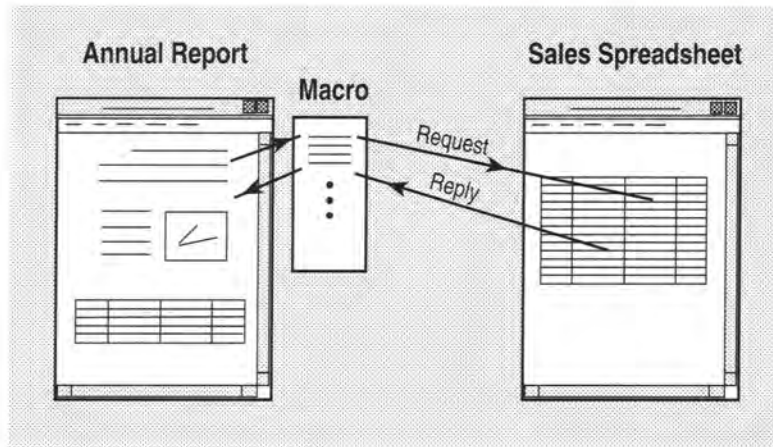 Annual Report
Sales Spreadsheet
Macro
Request
Reply